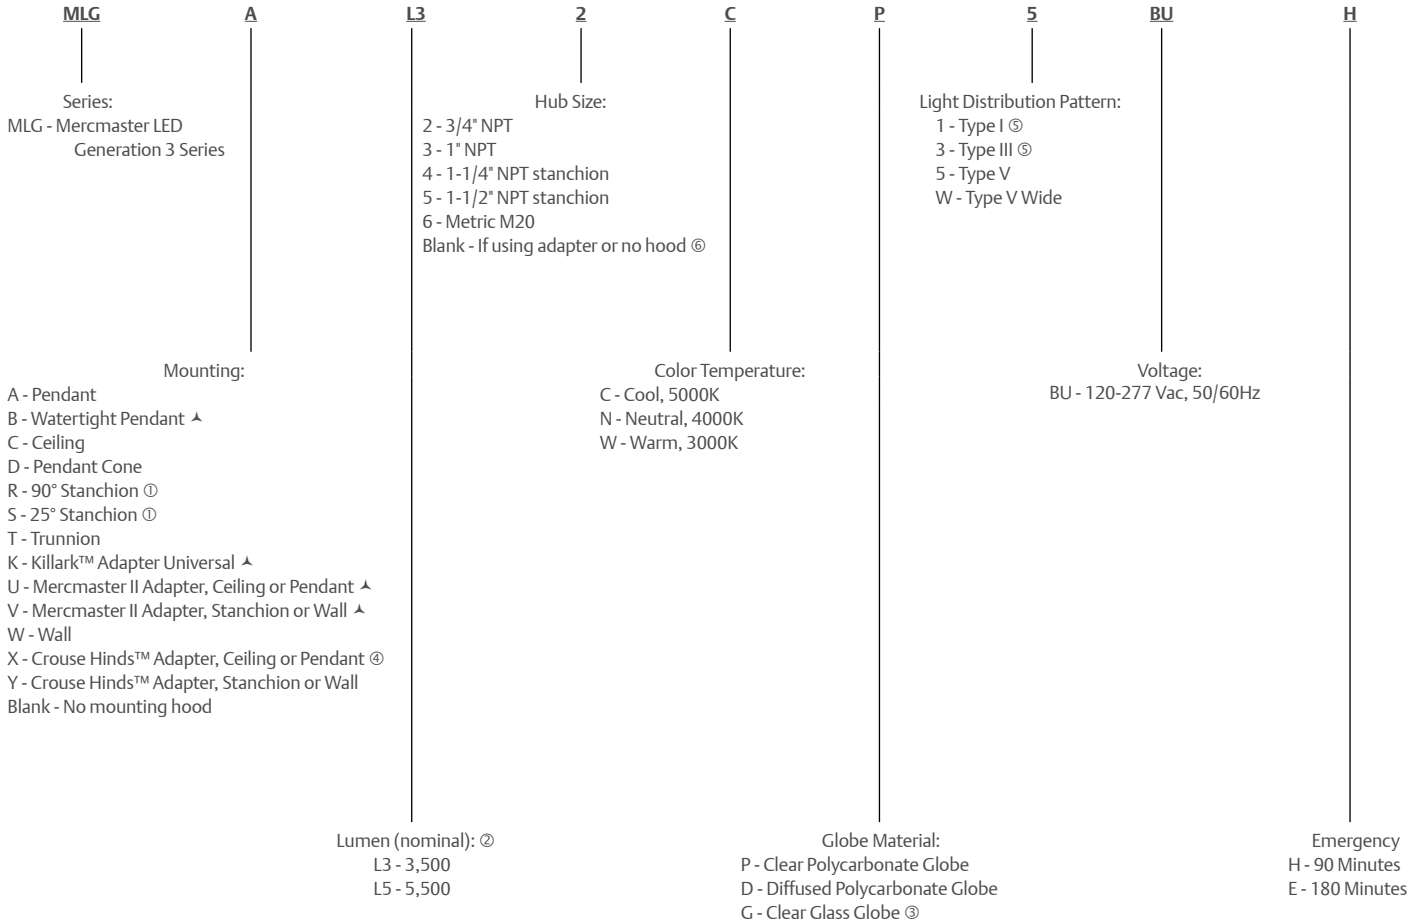 MLG A L3 2 C P 5 BU H
Series:
MLG - Mercmaster LED
Generation 3 Series
Hub Size:
2 - 3/4" NPT
3 - 1" NPT
4 - 1-1/4" NPT stanchion
5 - 1-1/2" NPT stanchion
6 - Metric M20
Blank - If using adapter or no hood ⑥
Light Distribution Pattern:
1 - Type I ⑤
3 - Type III ⑤
5 - Type V
W - Type V Wide
Mounting:
A - Pendant
B - Watertight Pendant ⅄
C - Ceiling
D - Pendant Cone
R - 90° Stanchion ①
S - 25° Stanchion ①
T - Trunnion
K - Killark™ Adapter Universal ⅄
U - Mercmaster II Adapter, Ceiling or Pendant ⅄
V - Mercmaster II Adapter, Stanchion or Wall ⅄
W - Wall
X - Crouse Hinds™ Adapter, Ceiling or Pendant ④
Y - Crouse Hinds™ Adapter, Stanchion or Wall
Blank - No mounting hood
Color Temperature:
C - Cool, 5000K
N - Neutral, 4000K
W - Warm, 3000K
Voltage:
BU - 120-277 Vac, 50/60Hz
Lumen (nominal): ②
L3 - 3,500
L5 - 5,500
Globe Material:
P - Clear Polycarbonate Globe
D - Diffused Polycarbonate Globe
G - Clear Glass Globe ③
Emergency
H - 90 Minutes
E - 180 Minutes